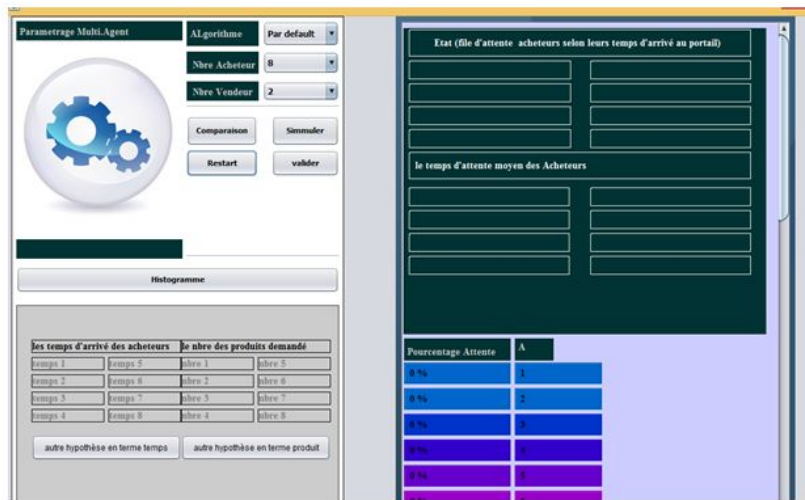 Parametrage Multi.Agent
ALgorithme
Par default
Nbre Acheteur
8
Nbre Vendeur
2
Comparaison
Simmuler
Restart
valider
Histogramme
les temps d'arrivé des acheteurs
le nbre des produits demandé
temps 1
temps 5
nbre 1
nbre 5
temps 2
temps 6
nbre 2
nbre 6
temps 3
temps 7
nbre 3
nbre 7
temps 4
temps 8
nbre 4
nbre 8
autre hypothèse en terme temps
autre hypothèse en terme produit
Etat (file d'attente acheteurs selon leurs temps d'arrivé au portail)
le temps d'attente moyen des Acheteurs
Pourcentage Attente
A
0 %
1
0 %
2
0 %
3
0 %
4
0 %
5